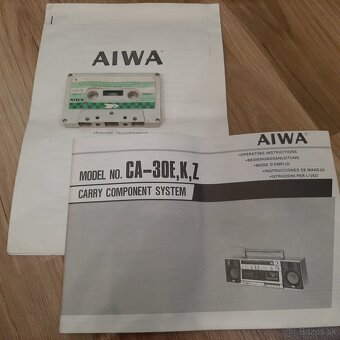 AIWA
AIWA
•OPERATING INSTRUCTIONS
•BEDIENUNGSANLEITUNG
•MODE D'EMPLOI
•INSTRUCCIONES DE MANEJO
•ISTRUZIONI PER L'USO
MODEL NO. CA-30E,K,Z
CARRY COMPONENT SYSTEM